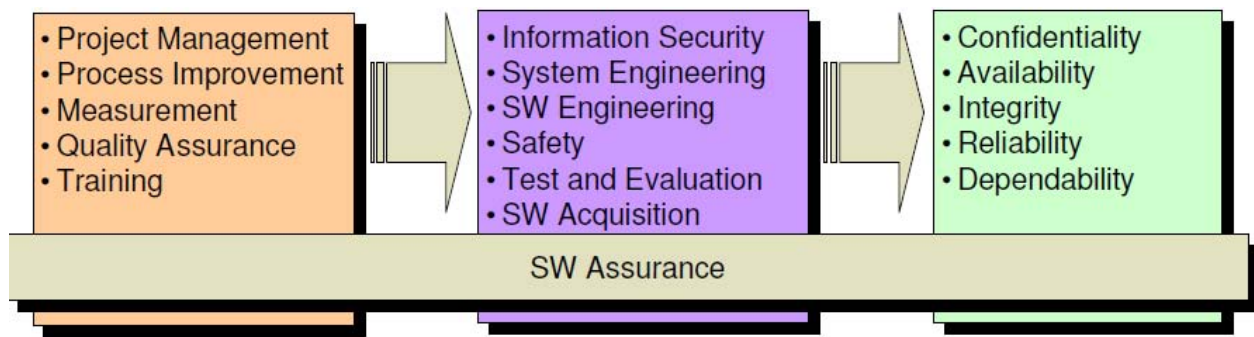 • Project Management
• Process Improvement
• Measurement
• Quality Assurance
• Training
• Information Security
• System Engineering
• SW Engineering
• Safety
• Test and Evaluation
• SW Acquisition
• Confidentiality
• Availability
• Integrity
• Reliability
• Dependability
SW Assurance